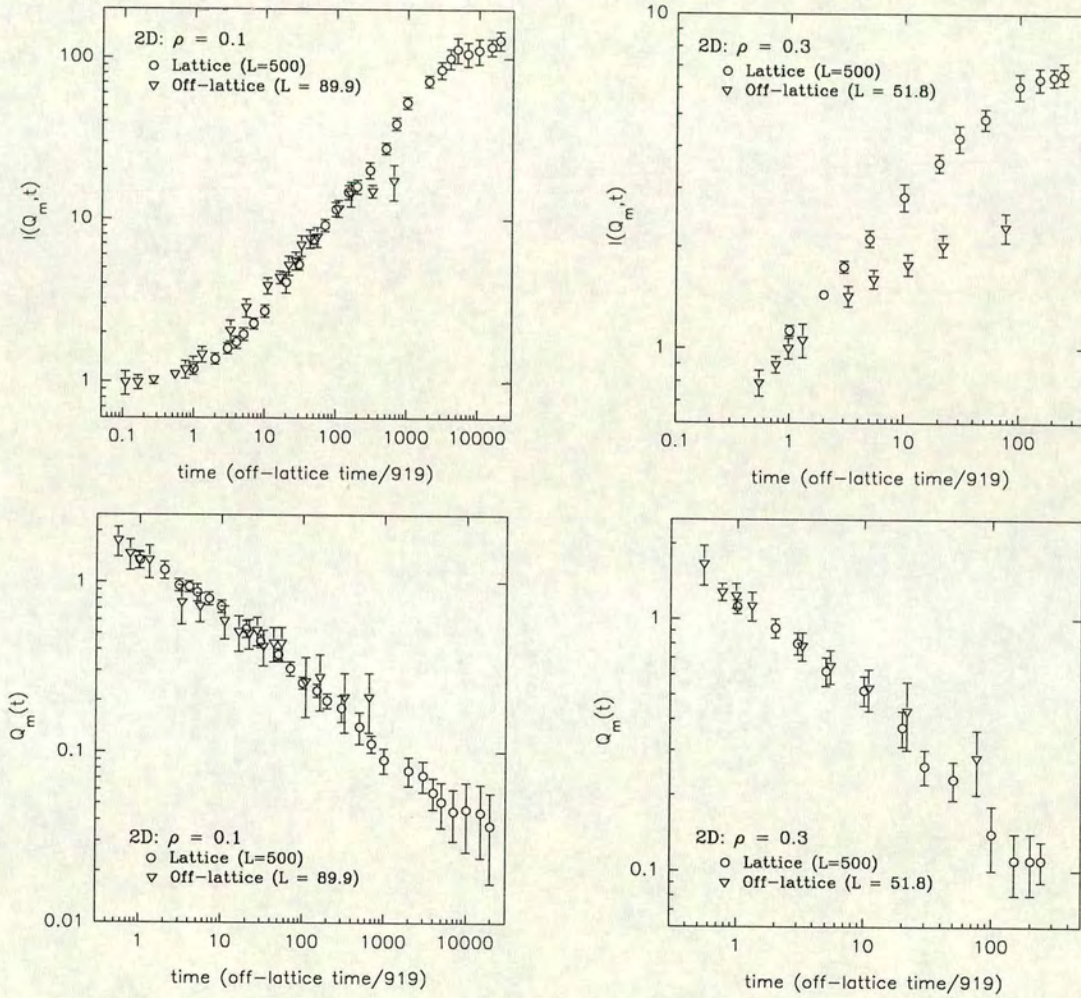 2D: ρ = 0.1
Lattice (L=500)
Off−lattice (L = 89.9)
100
10
1
I(Q_m,t)
0.1 1 10 100 1000 10000
time (off−lattice time/919)
2D: ρ = 0.3
Lattice (L=500)
Off−lattice (L = 51.8)
10
1
I(Q_m,t)
0.1 1 10 100
time (off−lattice time/919)
1
0.1
0.01
Q_m(t)
2D: ρ = 0.1
Lattice (L=500)
Off−lattice (L = 89.9)
1 10 100 1000 10000
time (off−lattice time/919)
1
0.1
Q_m(t)
2D: ρ = 0.3
Lattice (L=500)
Off−lattice (L = 51.8)
1 10 100
time (off−lattice time/919)